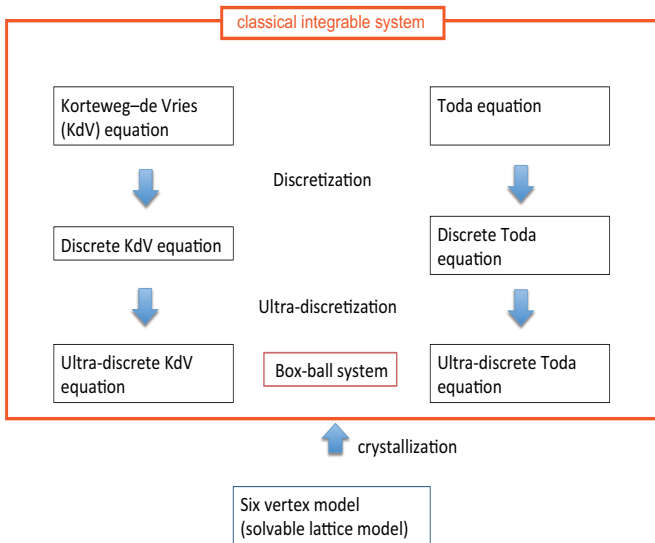 classical integrable system
Korteweg–de Vries
(KdV) equation
Toda equation
Discretization
Discrete KdV equation
Discrete Toda
equation
Ultra-discretization
Ultra-discrete KdV
equation
Box-ball system
Ultra-discrete Toda
equation
crystallization
Six vertex model
(solvable lattice model)